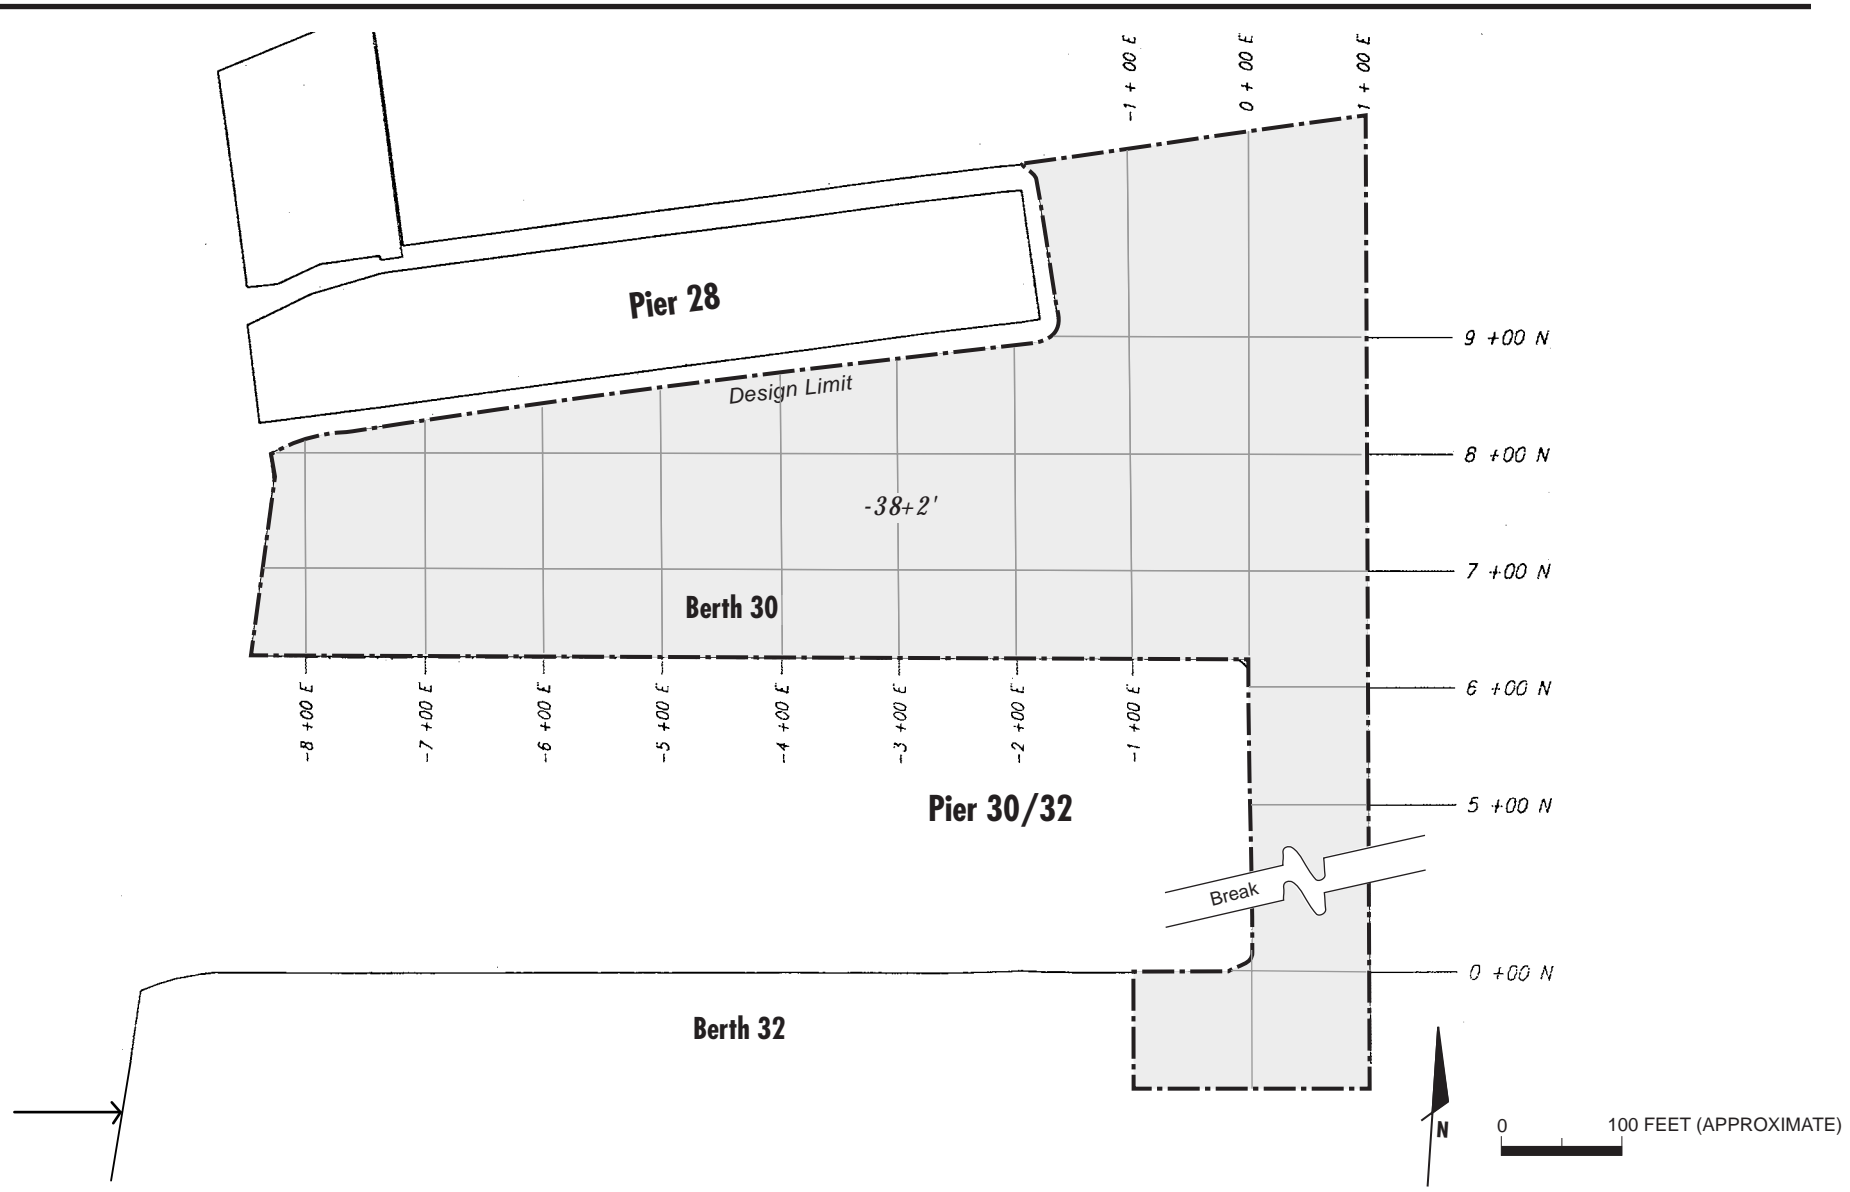 -1 + 00 E
0 + 00 E
1 + 00 E
Pier 28
9 +00 N
Design Limit
8 +00 N
-38+2'
7 +00 N
Berth 30
6 +00 N
-8 +00 E
-7 +00 E
-6 +00 E
-5 +00 E
-4 +00 E
-3 +00 E
-2 +00 E
-1 +00 E
Pier 30/32
5 +00 N
Break
0 +00 N
Berth 32
N
0
100 FEET (APPROXIMATE)